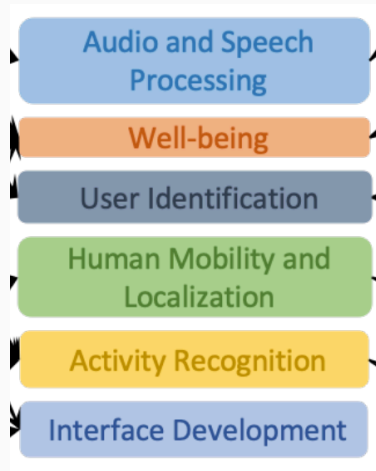 Audio and Speech
Processing
Well-being
User Identification
Human Mobility and
Localization
Activity Recognition
Interface Development